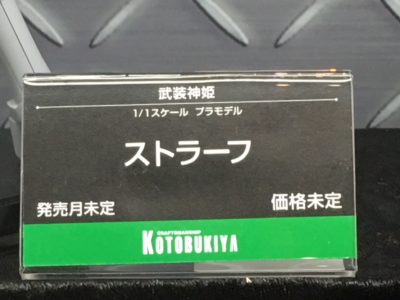 武装神姫
1/1スケール プラモデル
ストラーフ
発売月未定 価格未定
CRAFTSMANSHIP
KOTOBUKIYA